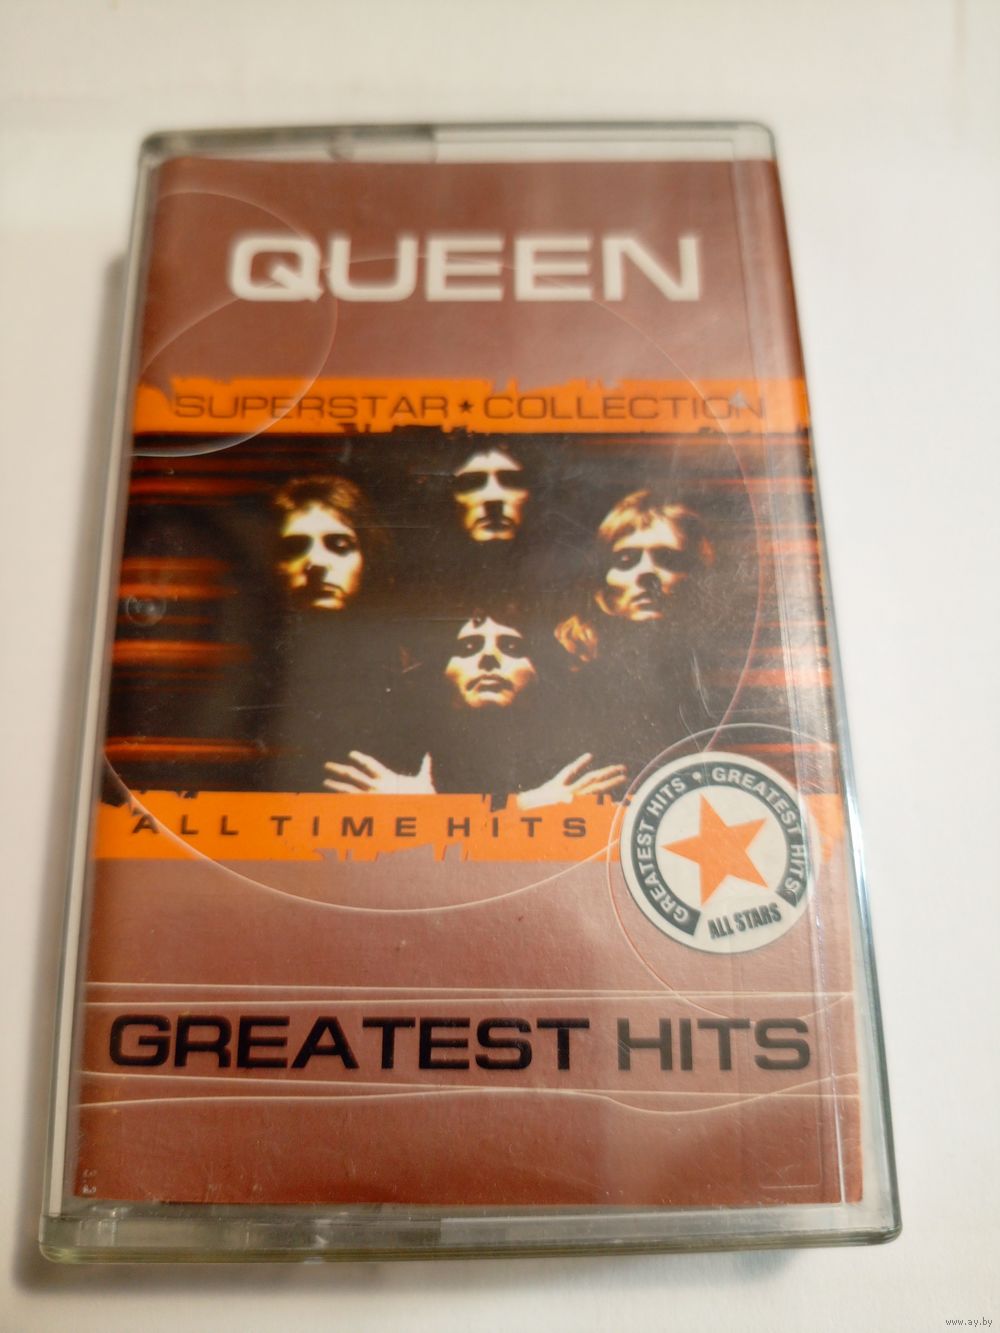 QUEEN
SUPERSTAR★COLLECTION
ALL TIME HITS
GREATEST HITS • GREATEST HITS
ALL STARS
GREATEST HITS
www.ay.by